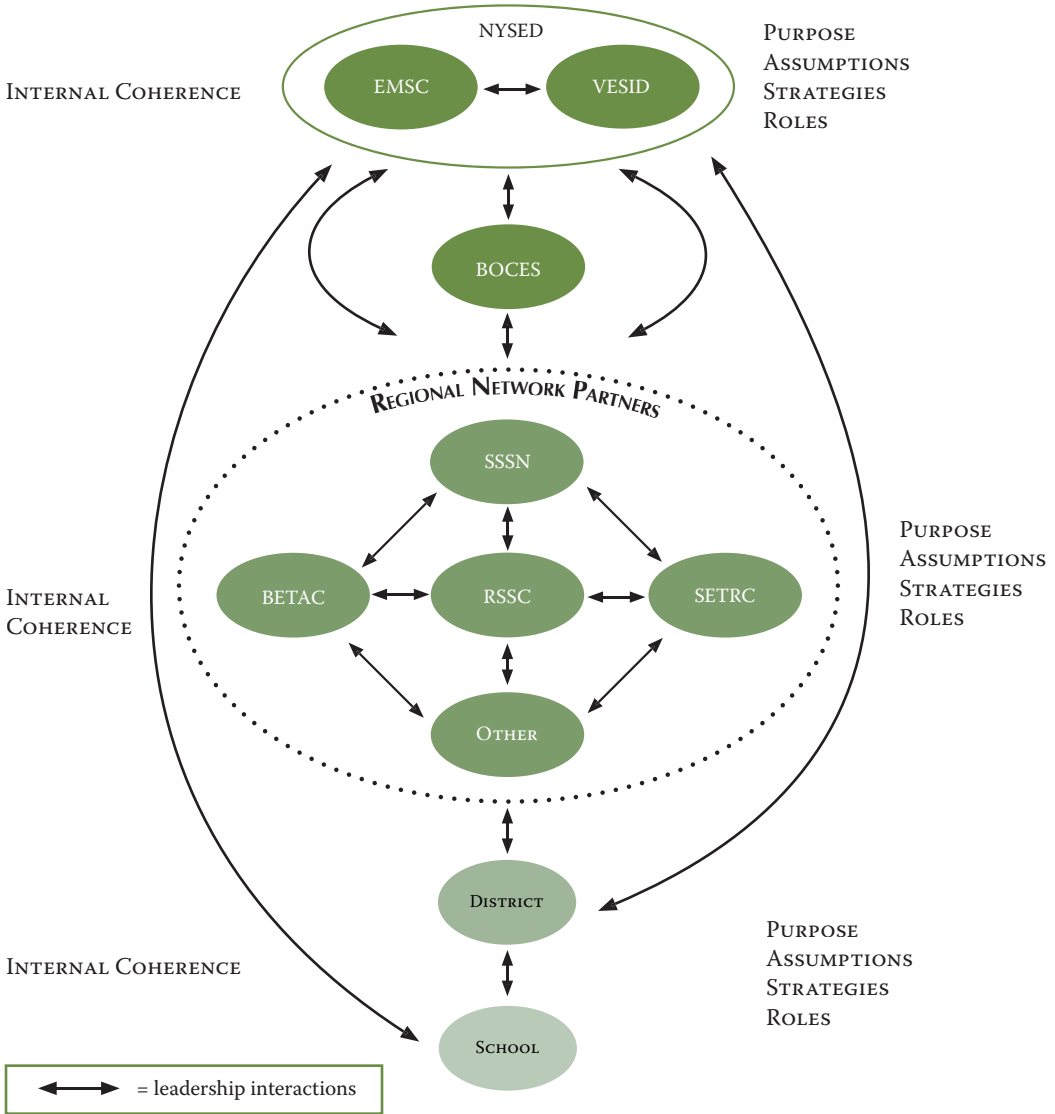 NYSED
EMSC
VESID
INTERNAL COHERENCE
PURPOSE
ASSUMPTIONS
STRATEGIES
ROLES
BOCES
REGIONAL NETWORK PARTNERS
SSSN
BETAC
RSSC
SETRC
OTHER
INTERNAL
COHERENCE
PURPOSE
ASSUMPTIONS
STRATEGIES
ROLES
DISTRICT
INTERNAL COHERENCE
PURPOSE
ASSUMPTIONS
STRATEGIES
ROLES
SCHOOL
= leadership interactions